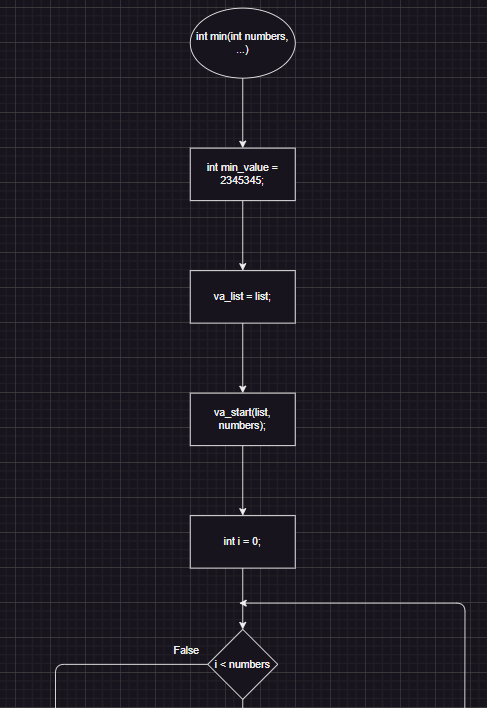 int min(int numbers,
...)
int min_value =
2345345;
va_list = list;
va_start(list,
numbers);
int i = 0;
False
i < numbers